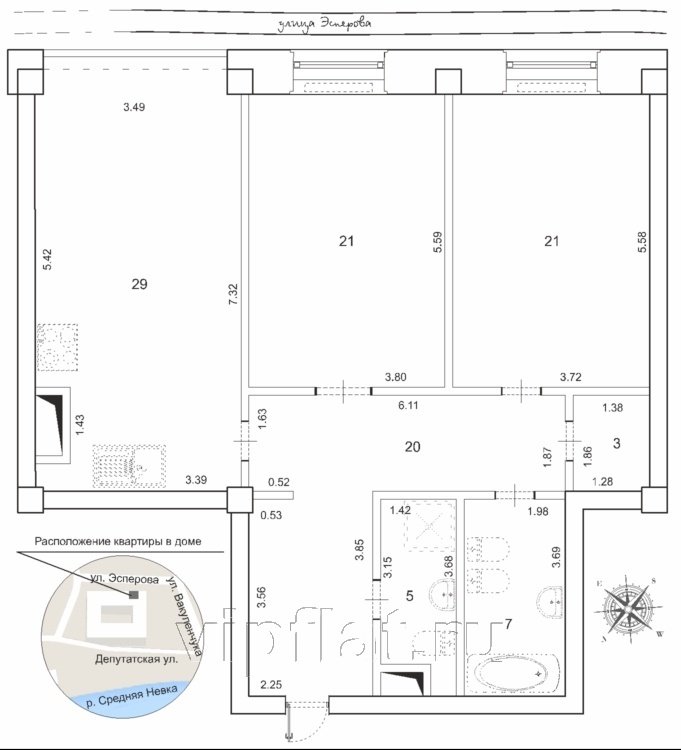 улица Эсперова
3.49
5.42
29
7.32
21
5.59
21
5.58
1.43
3.39
3.80
3.72
1.63
6.11
20
1.87
1.86
1.38
3
1.28
0.52
0.53
1.42
1.98
3.85
3.15
3.68
3.69
3.56
5
7
2.25
Расположение квартиры в доме
ул. Эсперова
ул. Вакуленчука
Депутатская ул.
р. Средняя Невка
E
S
N
W
vipflat.ru